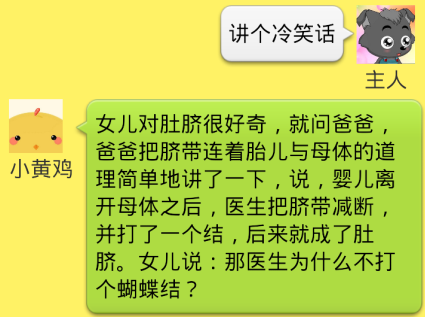 讲个冷笑话
主人
小黄鸡
女儿对肚脐很好奇，就问爸爸，
爸爸把脐带连着胎儿与母体的道
理简单地讲了一下，说，婴儿离
开母体之后，医生把脐带减断，
并打了一个结，后来就成了肚
脐。女儿说：那医生为什么不打
个蝴蝶结？